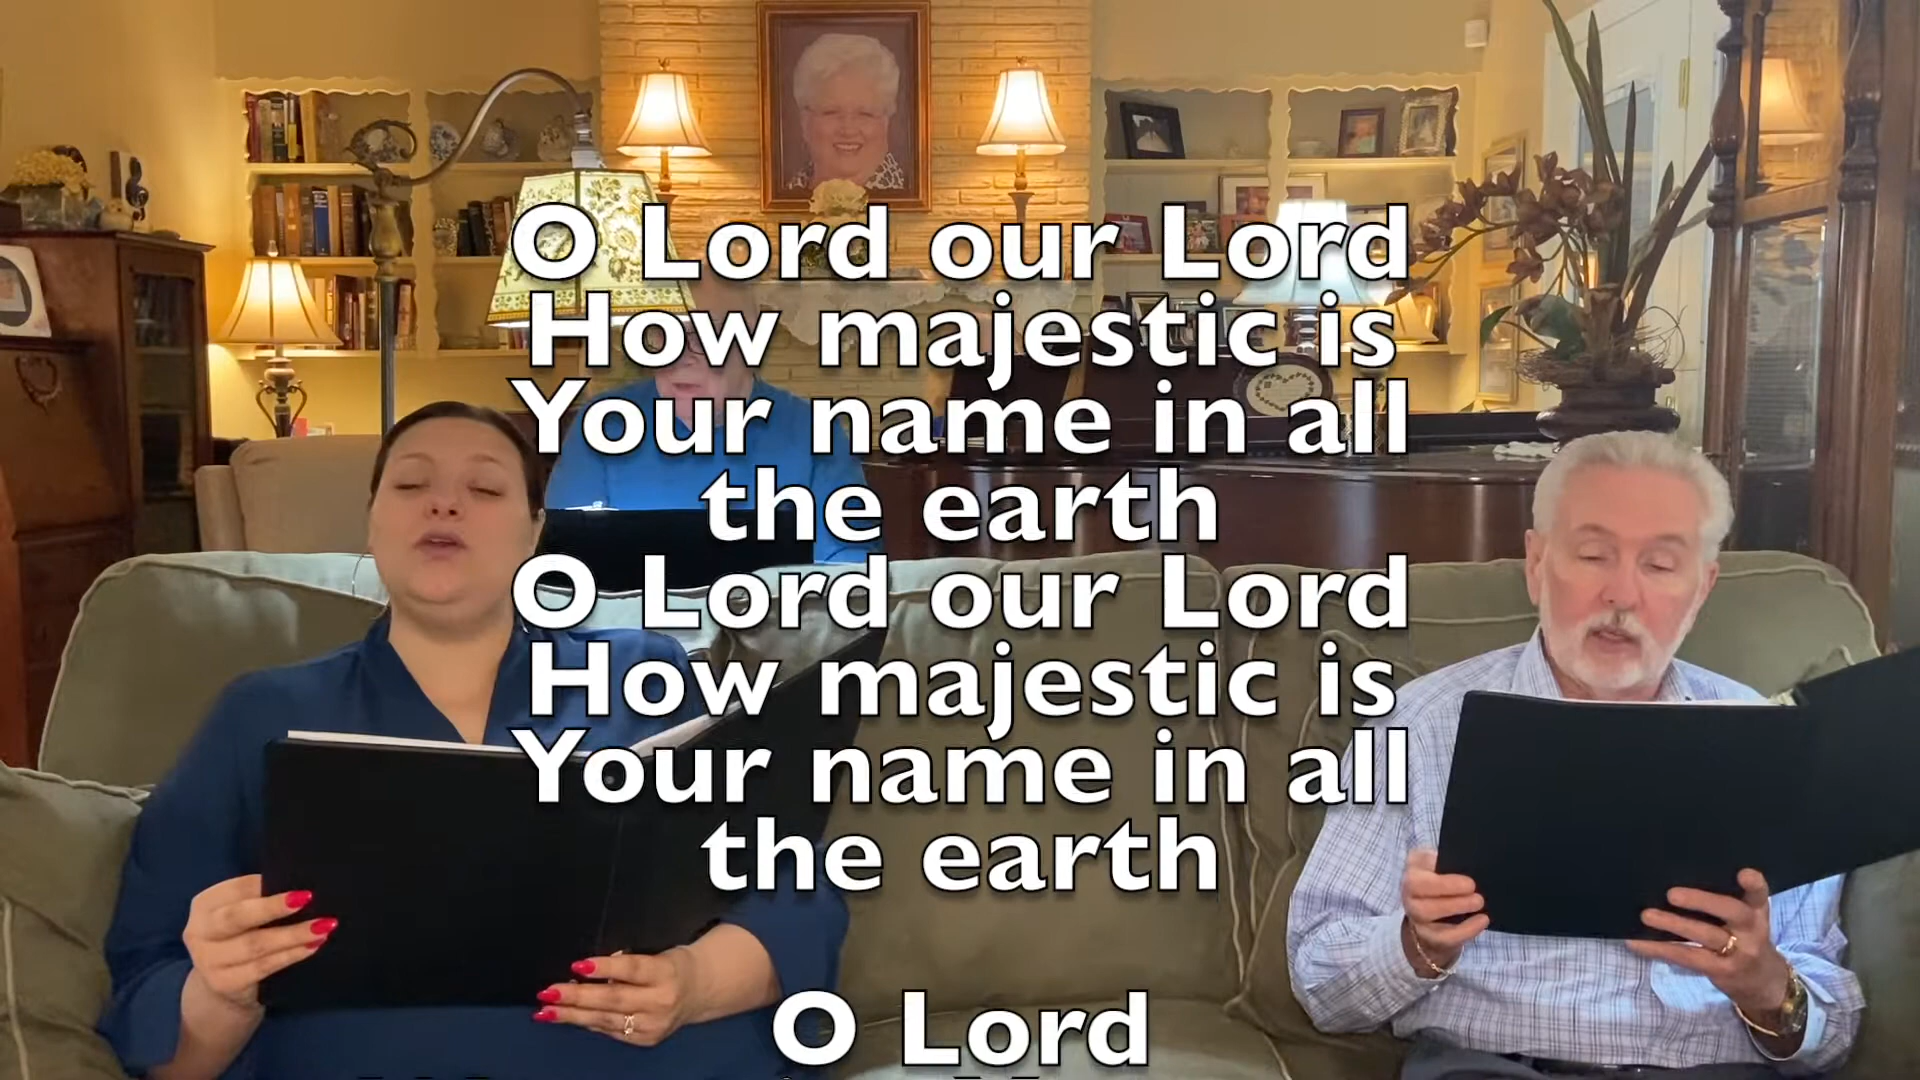 O Lord our Lord
How majestic is
Your name in all
the earth
O Lord our Lord
How majestic is
Your name in all
the earth
O Lord